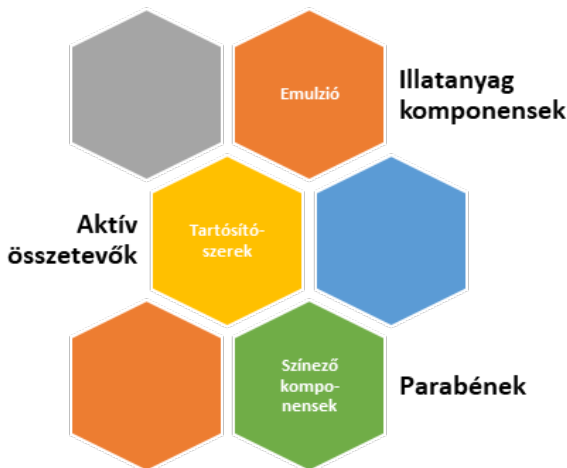 Emulzió
Illatanyag
komponensek
Aktív
összetevők
Tartósító-
szerek
Színező
kompo-
nensek
Parabének